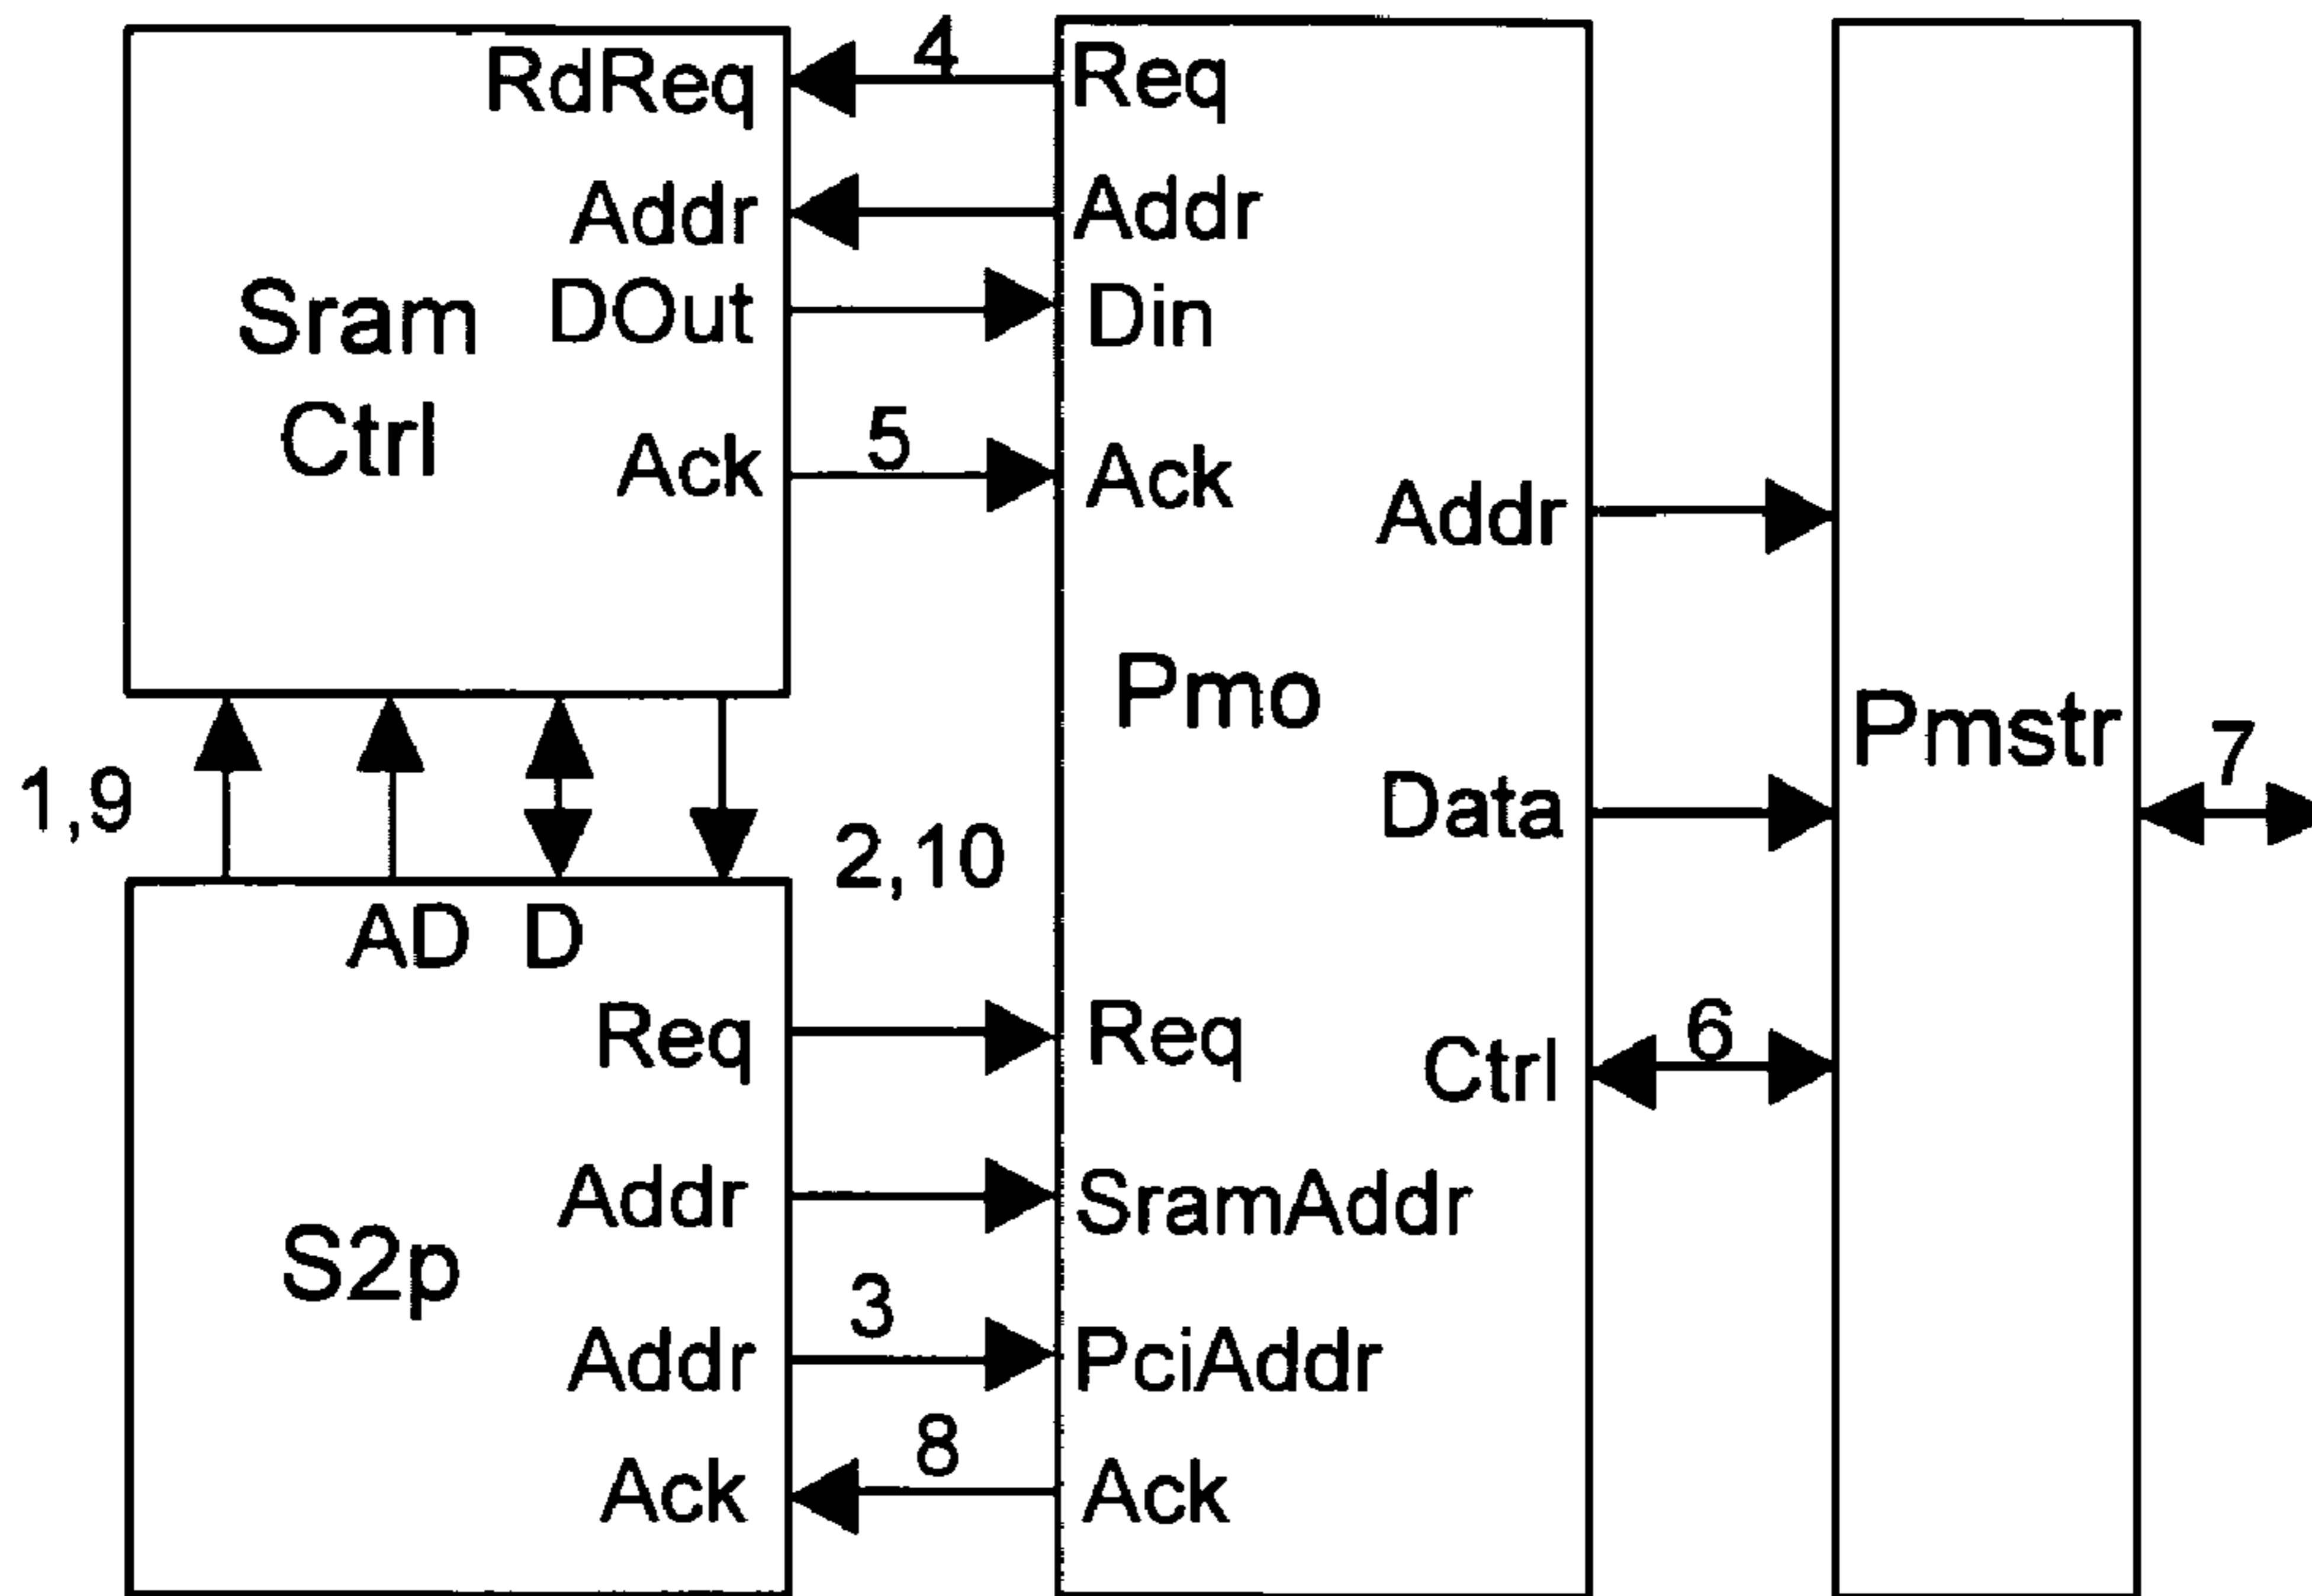 RdReq 4 Req
Addr Addr
Sram DOut Din
Ctrl Ack 5 Ack
Addr
Pmo
Pmstr 7
1,9 Data
2,10
AD D
Req Req
Ctrl 6
Addr SramAddr
S2p
3
Addr PciAddr
8
Ack Ack